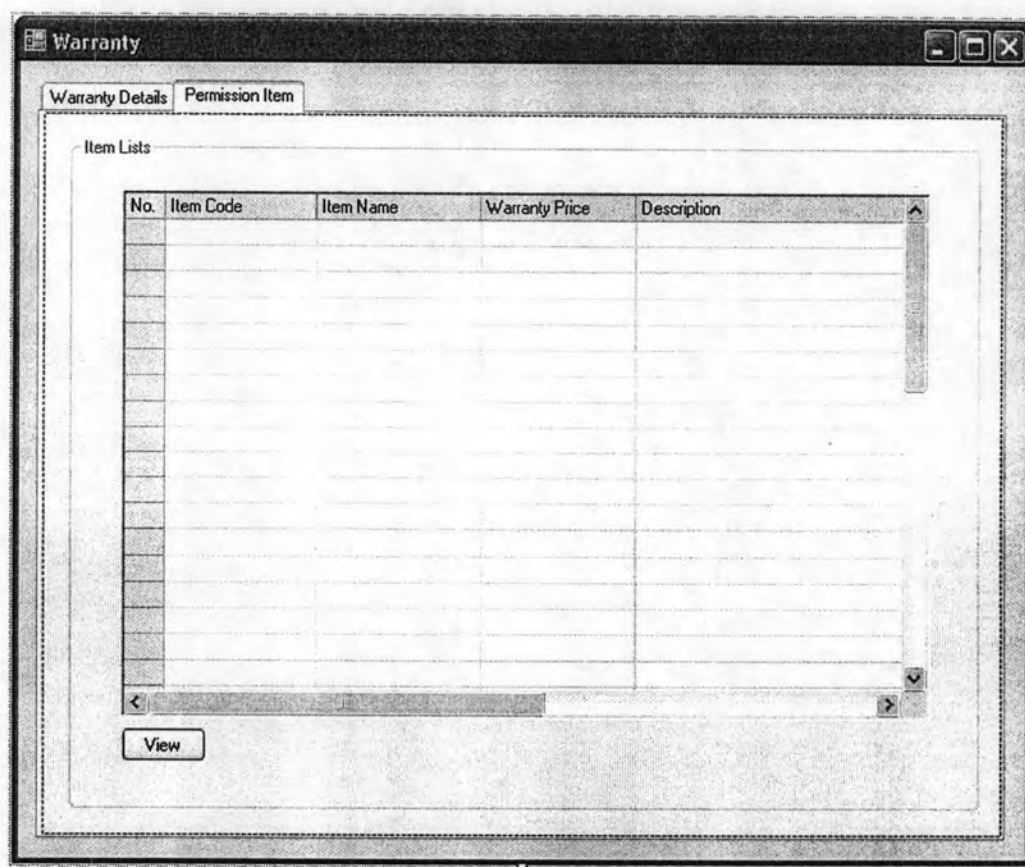 Warranty
Warranty Details Permission Item
Item Lists
No. Item Code Item Name Warranty Price Description
View